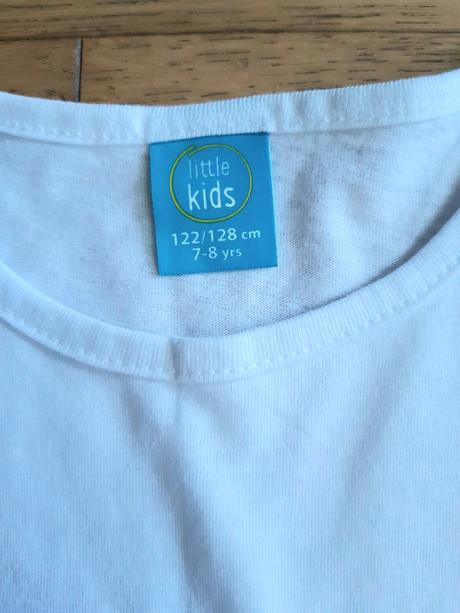 little
kids
122/128 cm
7-8 yrs